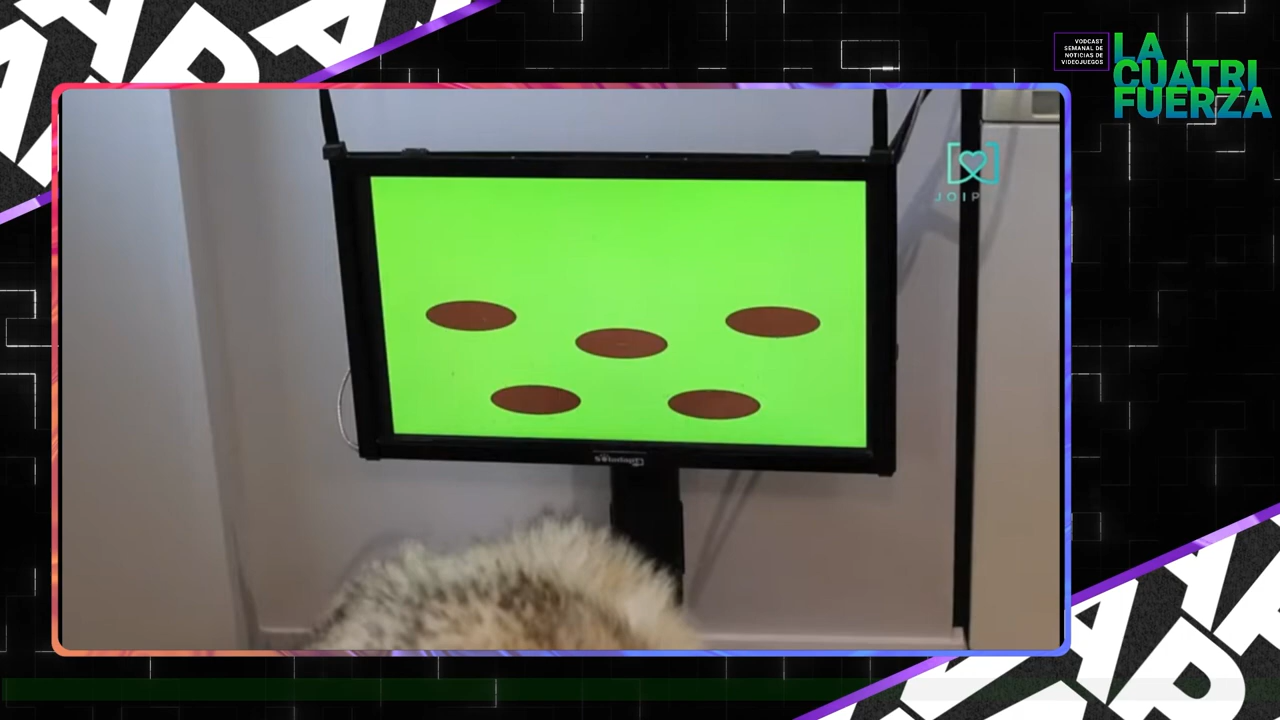 VODCAST
SEMANAL DE
NOTICIAS DE
VIDEOJUEGOS
LA
CUATRI
FUERZA
JOIP